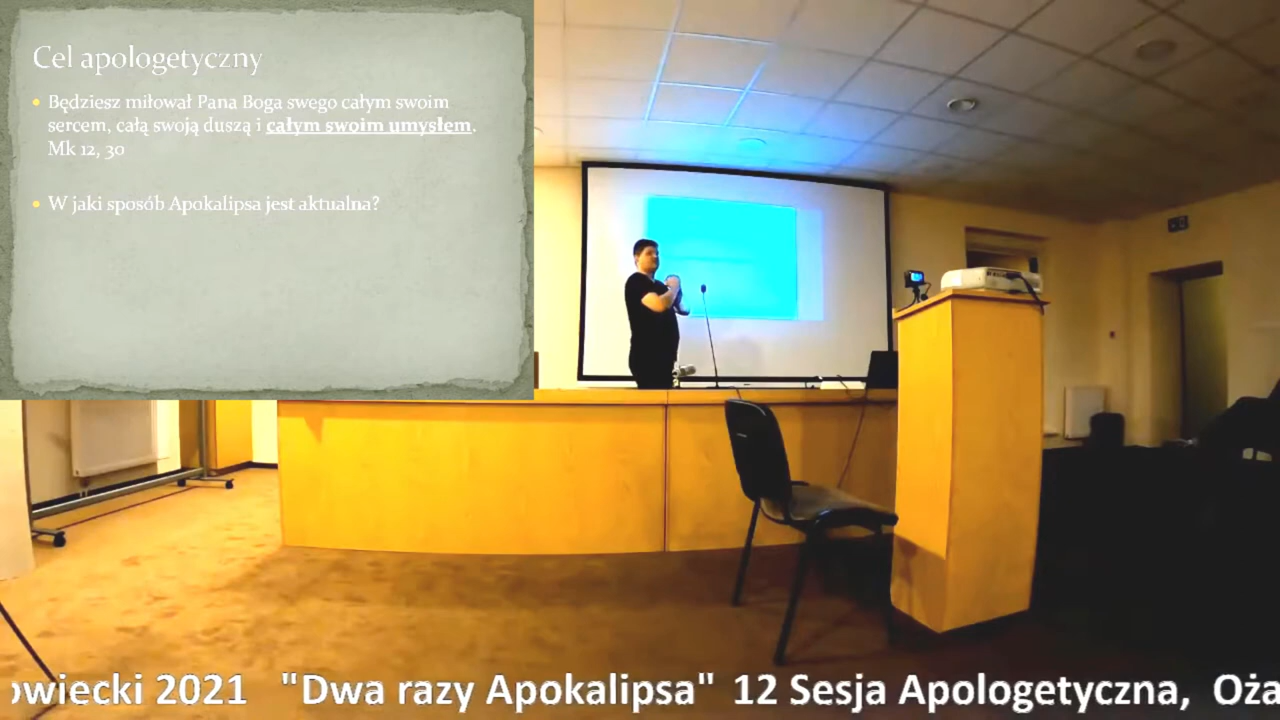 Cel apologetyczny
Będziesz miłował Pana Boga swego całym swoim
sercem, całą swoją duszą i całym swoim umysłem.
Mk 12, 30
W jaki sposób Apokalipsa jest aktualna?
owiecki 2021 "Dwa razy Apokalipsa" 12 Sesja Apologetyczna, Oża